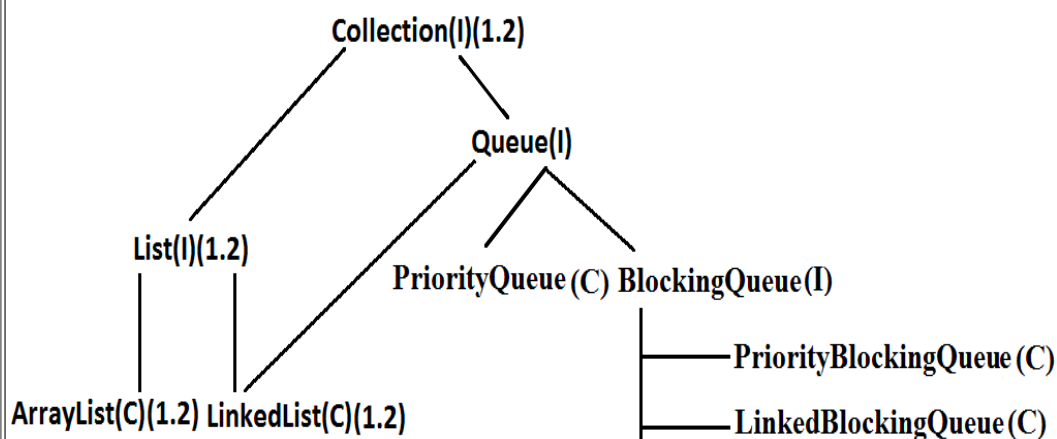 Collection(I)(1.2)
Queue(I)
List(I)(1.2)
PriorityQueue (C) BlockingQueue(I)
PriorityBlockingQueue (C)
ArrayList(C)(1.2) LinkedList(C)(1.2)
LinkedBlockingQueue (C)